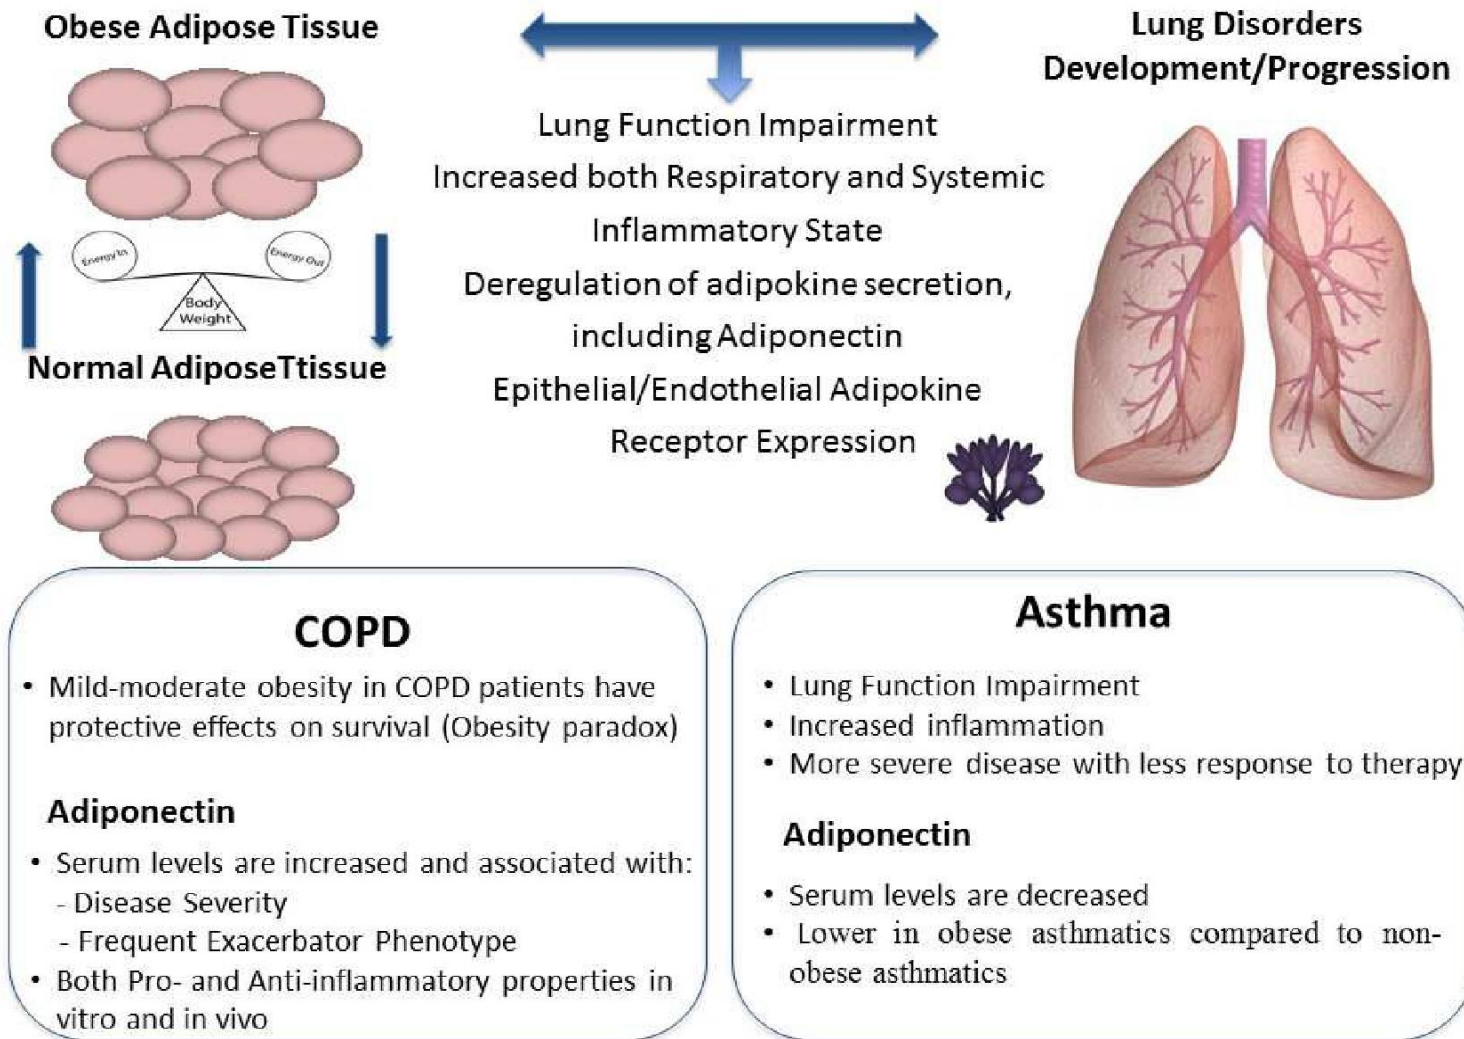 Obese Adipose Tissue
Energy In
Energy Out
Body
Weight
Normal AdiposeTtissue
Lung Function Impairment
Increased both Respiratory and Systemic
Inflammatory State
Deregulation of adipokine secretion,
including Adiponectin
Epithelial/Endothelial Adipokine
Receptor Expression
Lung Disorders
Development/Progression
COPD
• Mild-moderate obesity in COPD patients have
protective effects on survival (Obesity paradox)
Adiponectin
• Serum levels are increased and associated with:
- Disease Severity
- Frequent Exacerbator Phenotype
• Both Pro- and Anti-inflammatory properties in
vitro and in vivo
Asthma
• Lung Function Impairment
• Increased inflammation
• More severe disease with less response to therapy
Adiponectin
• Serum levels are decreased
• Lower in obese asthmatics compared to non-
obese asthmatics